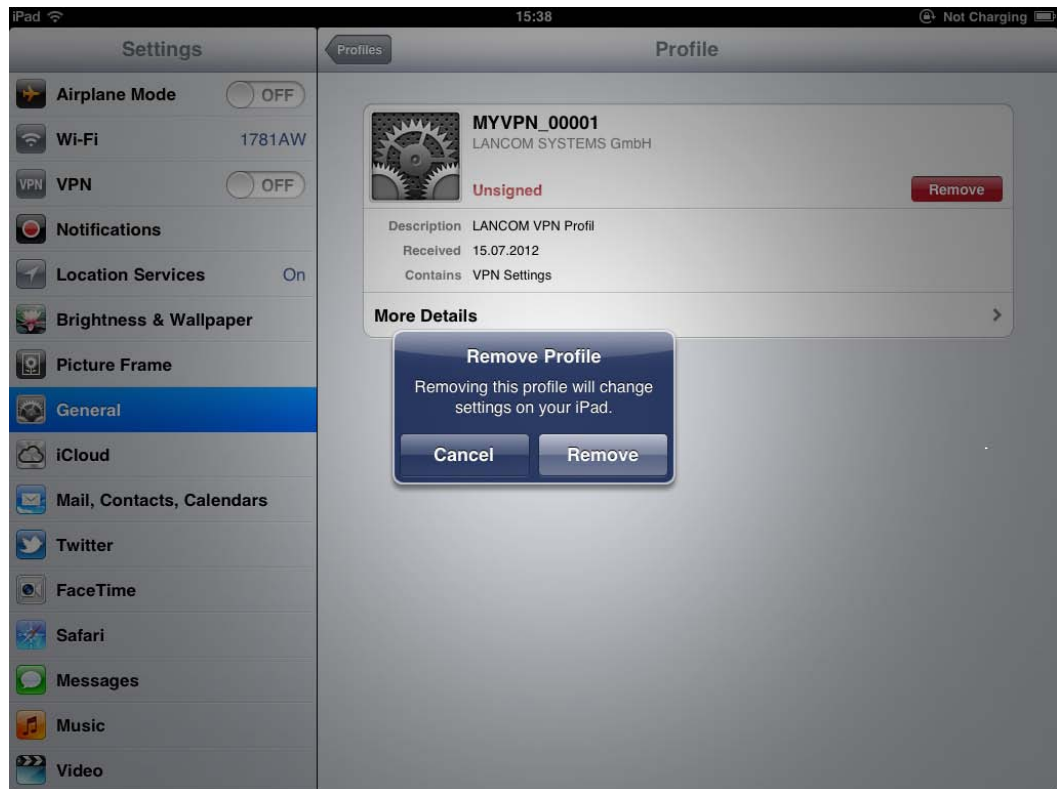 iPad 15:38 Not Charging
Settings
Airplane Mode OFF
Wi-Fi 1781AW
VPN VPN OFF
Notifications
Location Services On
Brightness & Wallpaper
Picture Frame
General
iCloud
Mail, Contacts, Calendars
Twitter
FaceTime
Safari
Messages
Music
Video
Profiles Profile
MYVPN_00001
LANCOM SYSTEMS GmbH
Unsigned Remove
Description LANCOM VPN Profil
Received 15.07.2012
Contains VPN Settings
More Details
Remove Profile
Removing this profile will change
settings on your iPad.
Cancel Remove